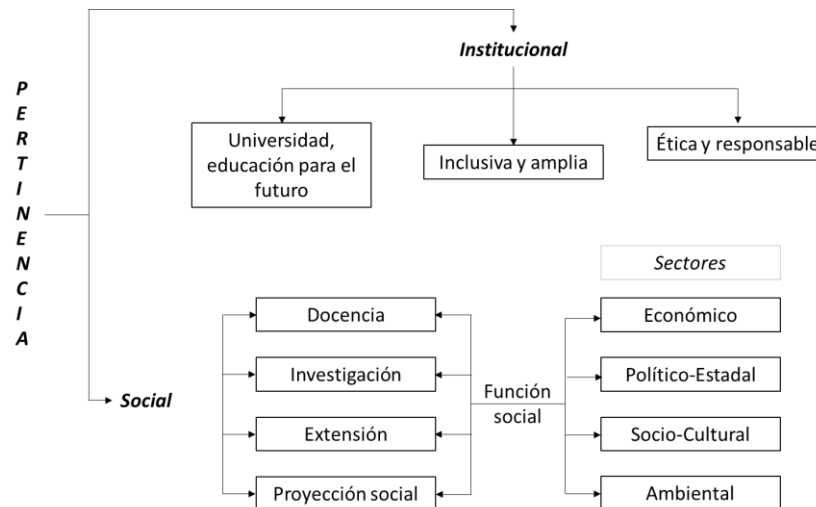 PERTINENCIA
Institucional
Universidad,
educación para el
futuro
Inclusiva y amplia
Ética y responsable
Sectores
Docencia
Económico
Investigación
Político-Estadal
Función
social
Social
Extensión
Socio-Cultural
Proyección social
Ambiental